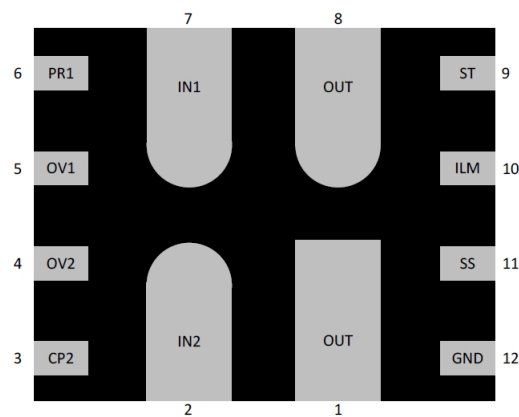 7 8
6 PR1 IN1 OUT ST 9
5 OV1 ILM 10
4 OV2 SS 11
3 CP2 IN2 OUT GND 12
2 1